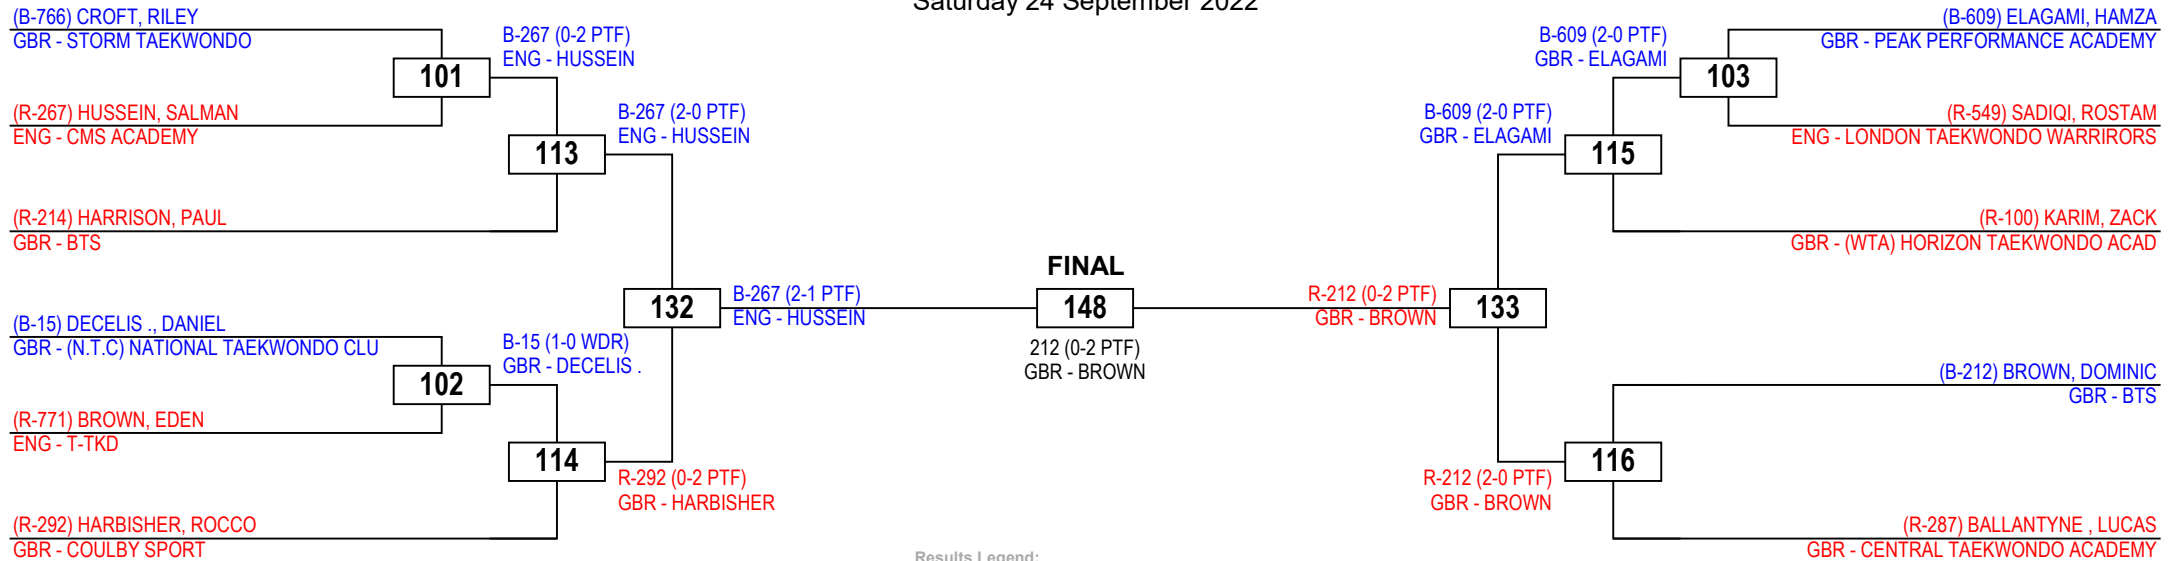 Saturday 24 September 2022
(B-766) CROFT, RILEY
GBR - STORM TAEKWONDO
101
(R-267) HUSSEIN, SALMAN
ENG - CMS ACADEMY
B-267 (0-2 PTF)
ENG - HUSSEIN
113
B-267 (2-0 PTF)
ENG - HUSSEIN
(R-214) HARRISON, PAUL
GBR - BTS
132
B-267 (2-1 PTF)
ENG - HUSSEIN
(B-15) DECELIS ., DANIEL
GBR - (N.T.C) NATIONAL TAEKWONDO CLU
102
(R-771) BROWN, EDEN
ENG - T-TKD
B-15 (1-0 WDR)
GBR - DECELIS .
114
R-292 (0-2 PTF)
GBR - HARBISHER
(R-292) HARBISHER, ROCCO
GBR - COULBY SPORT
FINAL
148
212 (0-2 PTF)
GBR - BROWN
Results Legend:
(B-609) ELAGAMI, HAMZA
GBR - PEAK PERFORMANCE ACADEMY
103
(R-549) SADIQI, ROSTAM
ENG - LONDON TAEKWONDO WARRIRORS
B-609 (2-0 PTF)
GBR - ELAGAMI
115
B-609 (2-0 PTF)
GBR - ELAGAMI
(R-100) KARIM, ZACK
GBR - (WTA) HORIZON TAEKWONDO ACAD
133
R-212 (0-2 PTF)
GBR - BROWN
(B-212) BROWN, DOMINIC
GBR - BTS
116
R-212 (2-0 PTF)
GBR - BROWN
(R-287) BALLANTYNE , LUCAS
GBR - CENTRAL TAEKWONDO ACADEMY